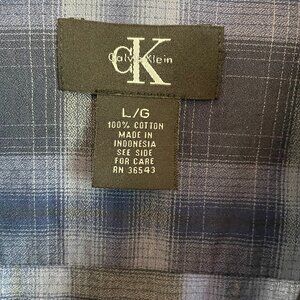 cK
Calvin Klein
L/G
100% COTTON
MADE IN
INDONESIA
SEE SIDE
FOR CARE
RN 36543